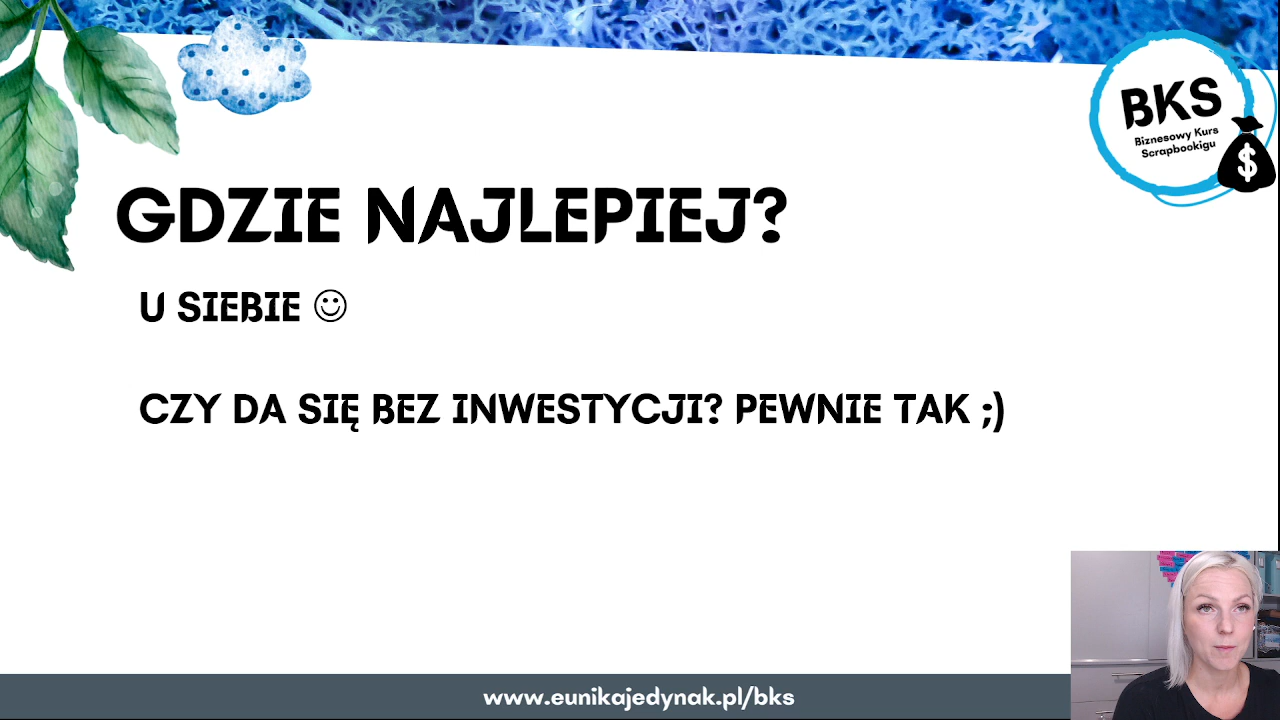 BKS
Biznesowy Kurs
Scrapbookigu
$
GDZIE NAJLEPIEJ?
U SIEBIE ☺
CZY DA SIĘ BEZ INWESTYCJI? PEWNIE TAK ;)
www.eunikajedynak.pl/bks